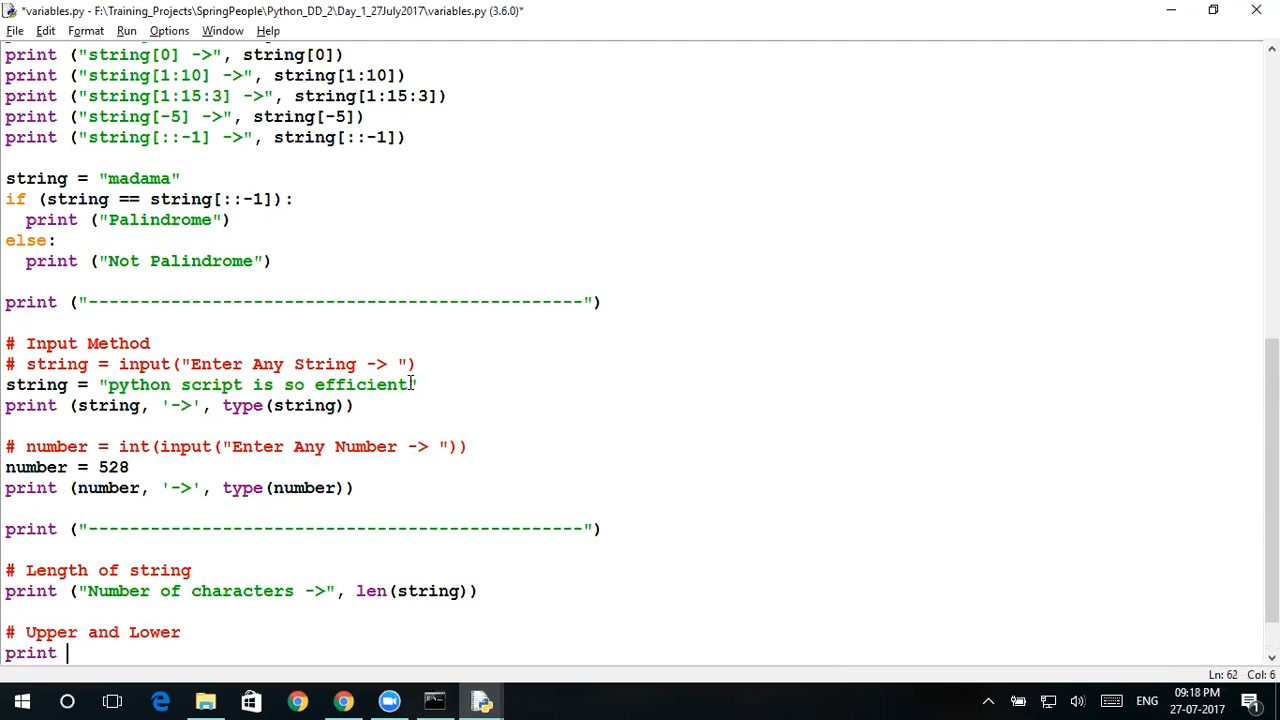 *variables.py - F:\Training_Projects\SpringPeople\Python_DD_2\Day_1_27July2017\variables.py (3.6.0)*
File Edit Format Run Options Window Help
print ("string[0] ->", string[0])
print ("string[1:10] ->", string[1:10])
print ("string[1:15:3] ->", string[1:15:3])
print ("string[-5] ->", string[-5])
print ("string[::-1] ->", string[::-1])
string = "madama"
if (string == string[::-1]):
  print ("Palindrome")
else:
  print ("Not Palindrome")
print ("------------------------------------------------")
# Input Method
# string = input("Enter Any String -> ")
string = "python script is so efficient"
print (string, '->', type(string))
# number = int(input("Enter Any Number -> "))
number = 528
print (number, '->', type(number))
print ("------------------------------------------------")
# Length of string
print ("Number of characters ->", len(string))
# Upper and Lower
print
Ln: 62 Col: 6
ENG
09:18 PM
27-07-2017
1